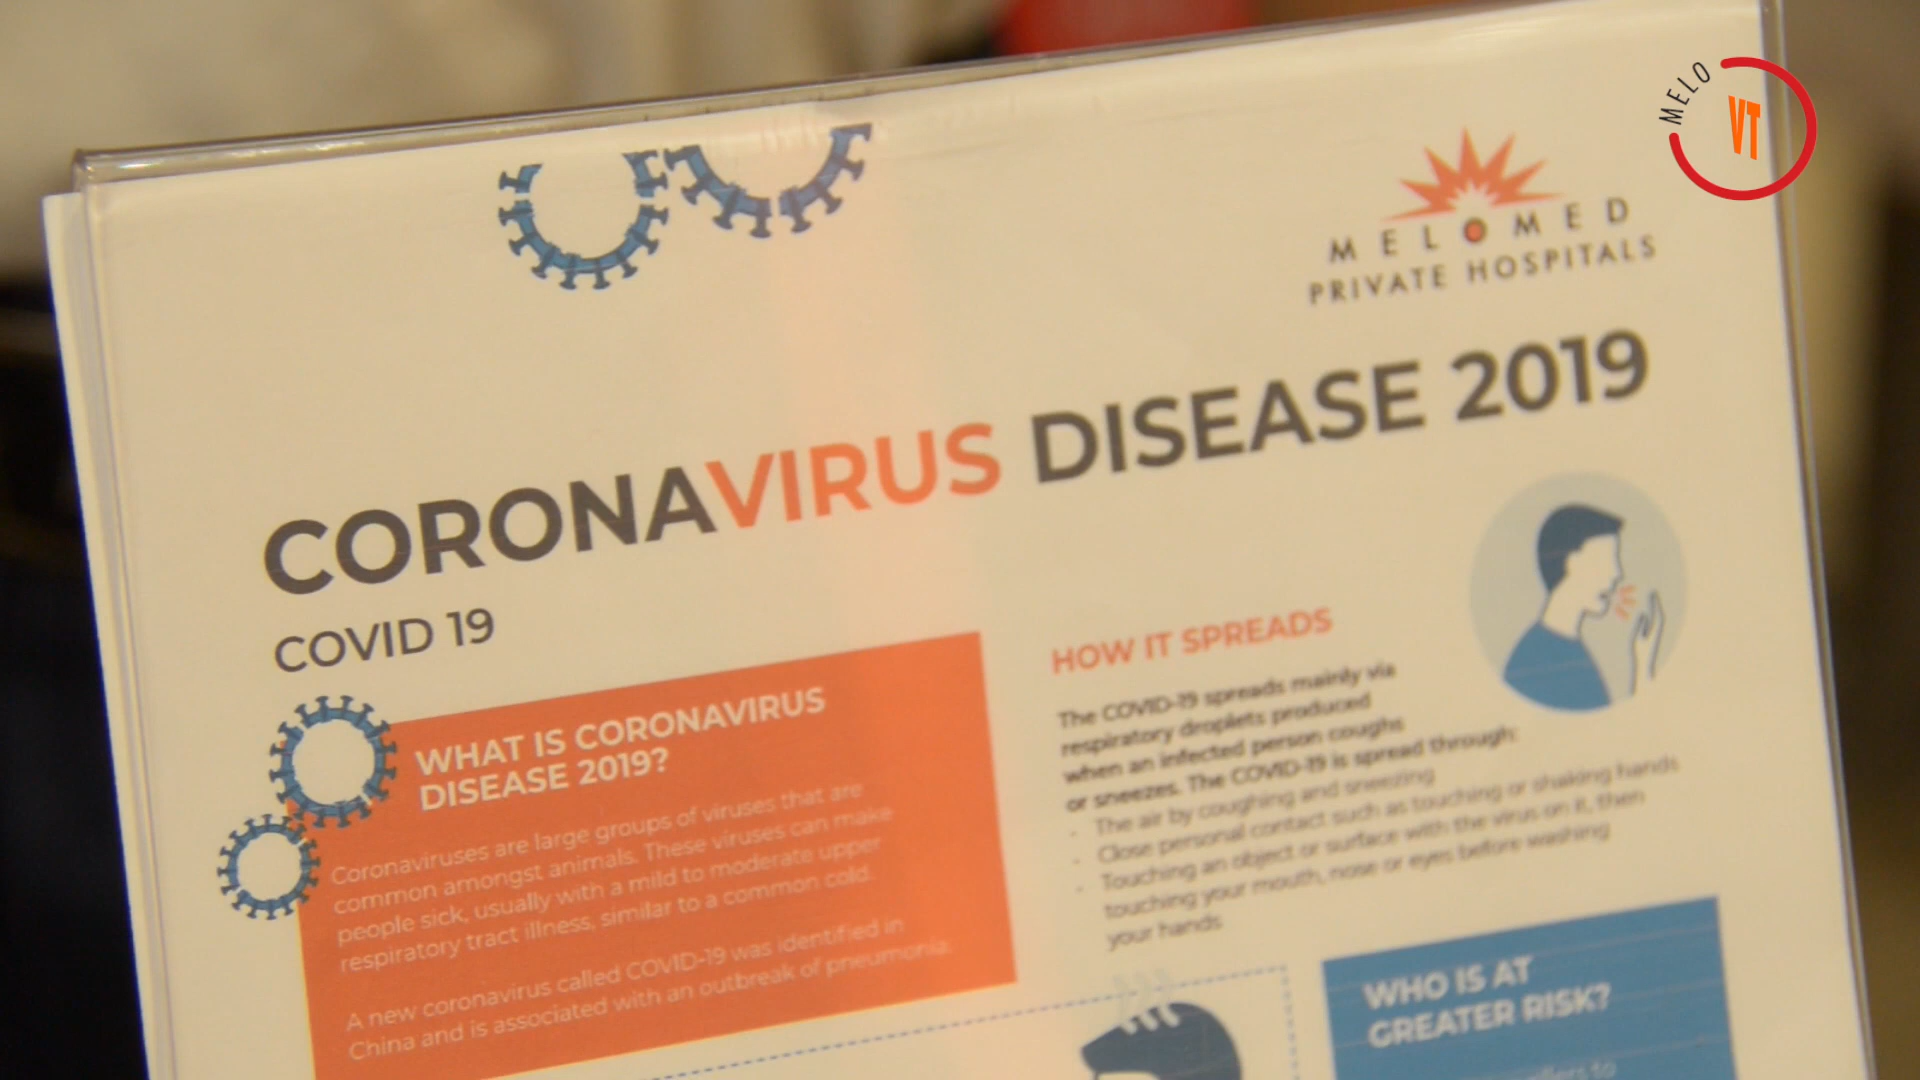 MELO
VT
MELOMED
PRIVATE HOSPITALS
CORONAVIRUS DISEASE 2019
COVID 19
WHAT IS CORONAVIRUS
DISEASE 2019?
Coronaviruses are large groups of viruses that are
common amongst animals. These viruses can make
people sick, usually with a mild to moderate upper
respiratory tract illness, similar to a common cold.
A new coronavirus called COVID-19 was identified in
China and is associated with an outbreak of pneumonia.
HOW IT SPREADS
The COVID-19 spreads mainly via
respiratory droplets produced
when an infected person coughs
or sneezes. The COVID-19 is spread through:
- The air by coughing and sneezing
- Close personal contact such as touching or shaking hands
- Touching an object or surface with the virus on it, then
touching your mouth, nose or eyes before washing
your hands
WHO IS AT
GREATER RISK?
to